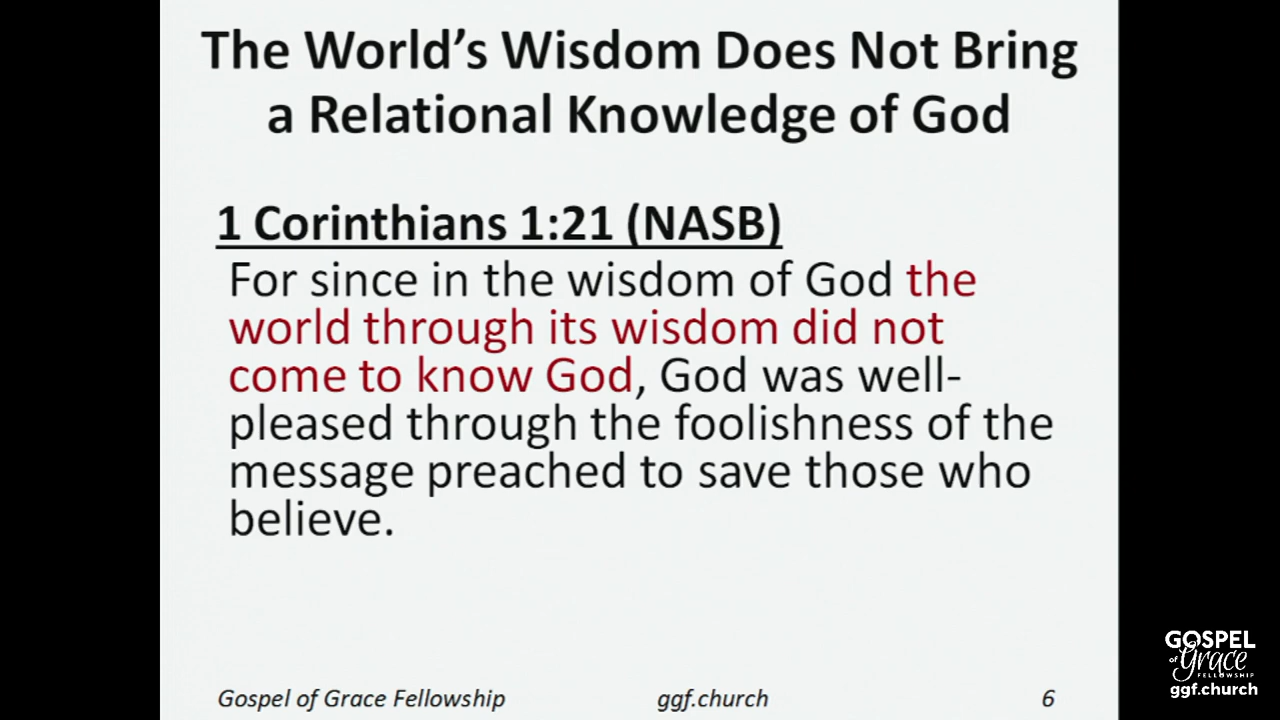 The World's Wisdom Does Not Bring
a Relational Knowledge of God
1 Corinthians 1:21 (NASB)
For since in the wisdom of God the
world through its wisdom did not
come to know God, God was well-
pleased through the foolishness of the
message preached to save those who
believe.
Gospel of Grace Fellowship ggf.church 6
GOSPEL
of Grace
FELLOWSHIP
ggf.church